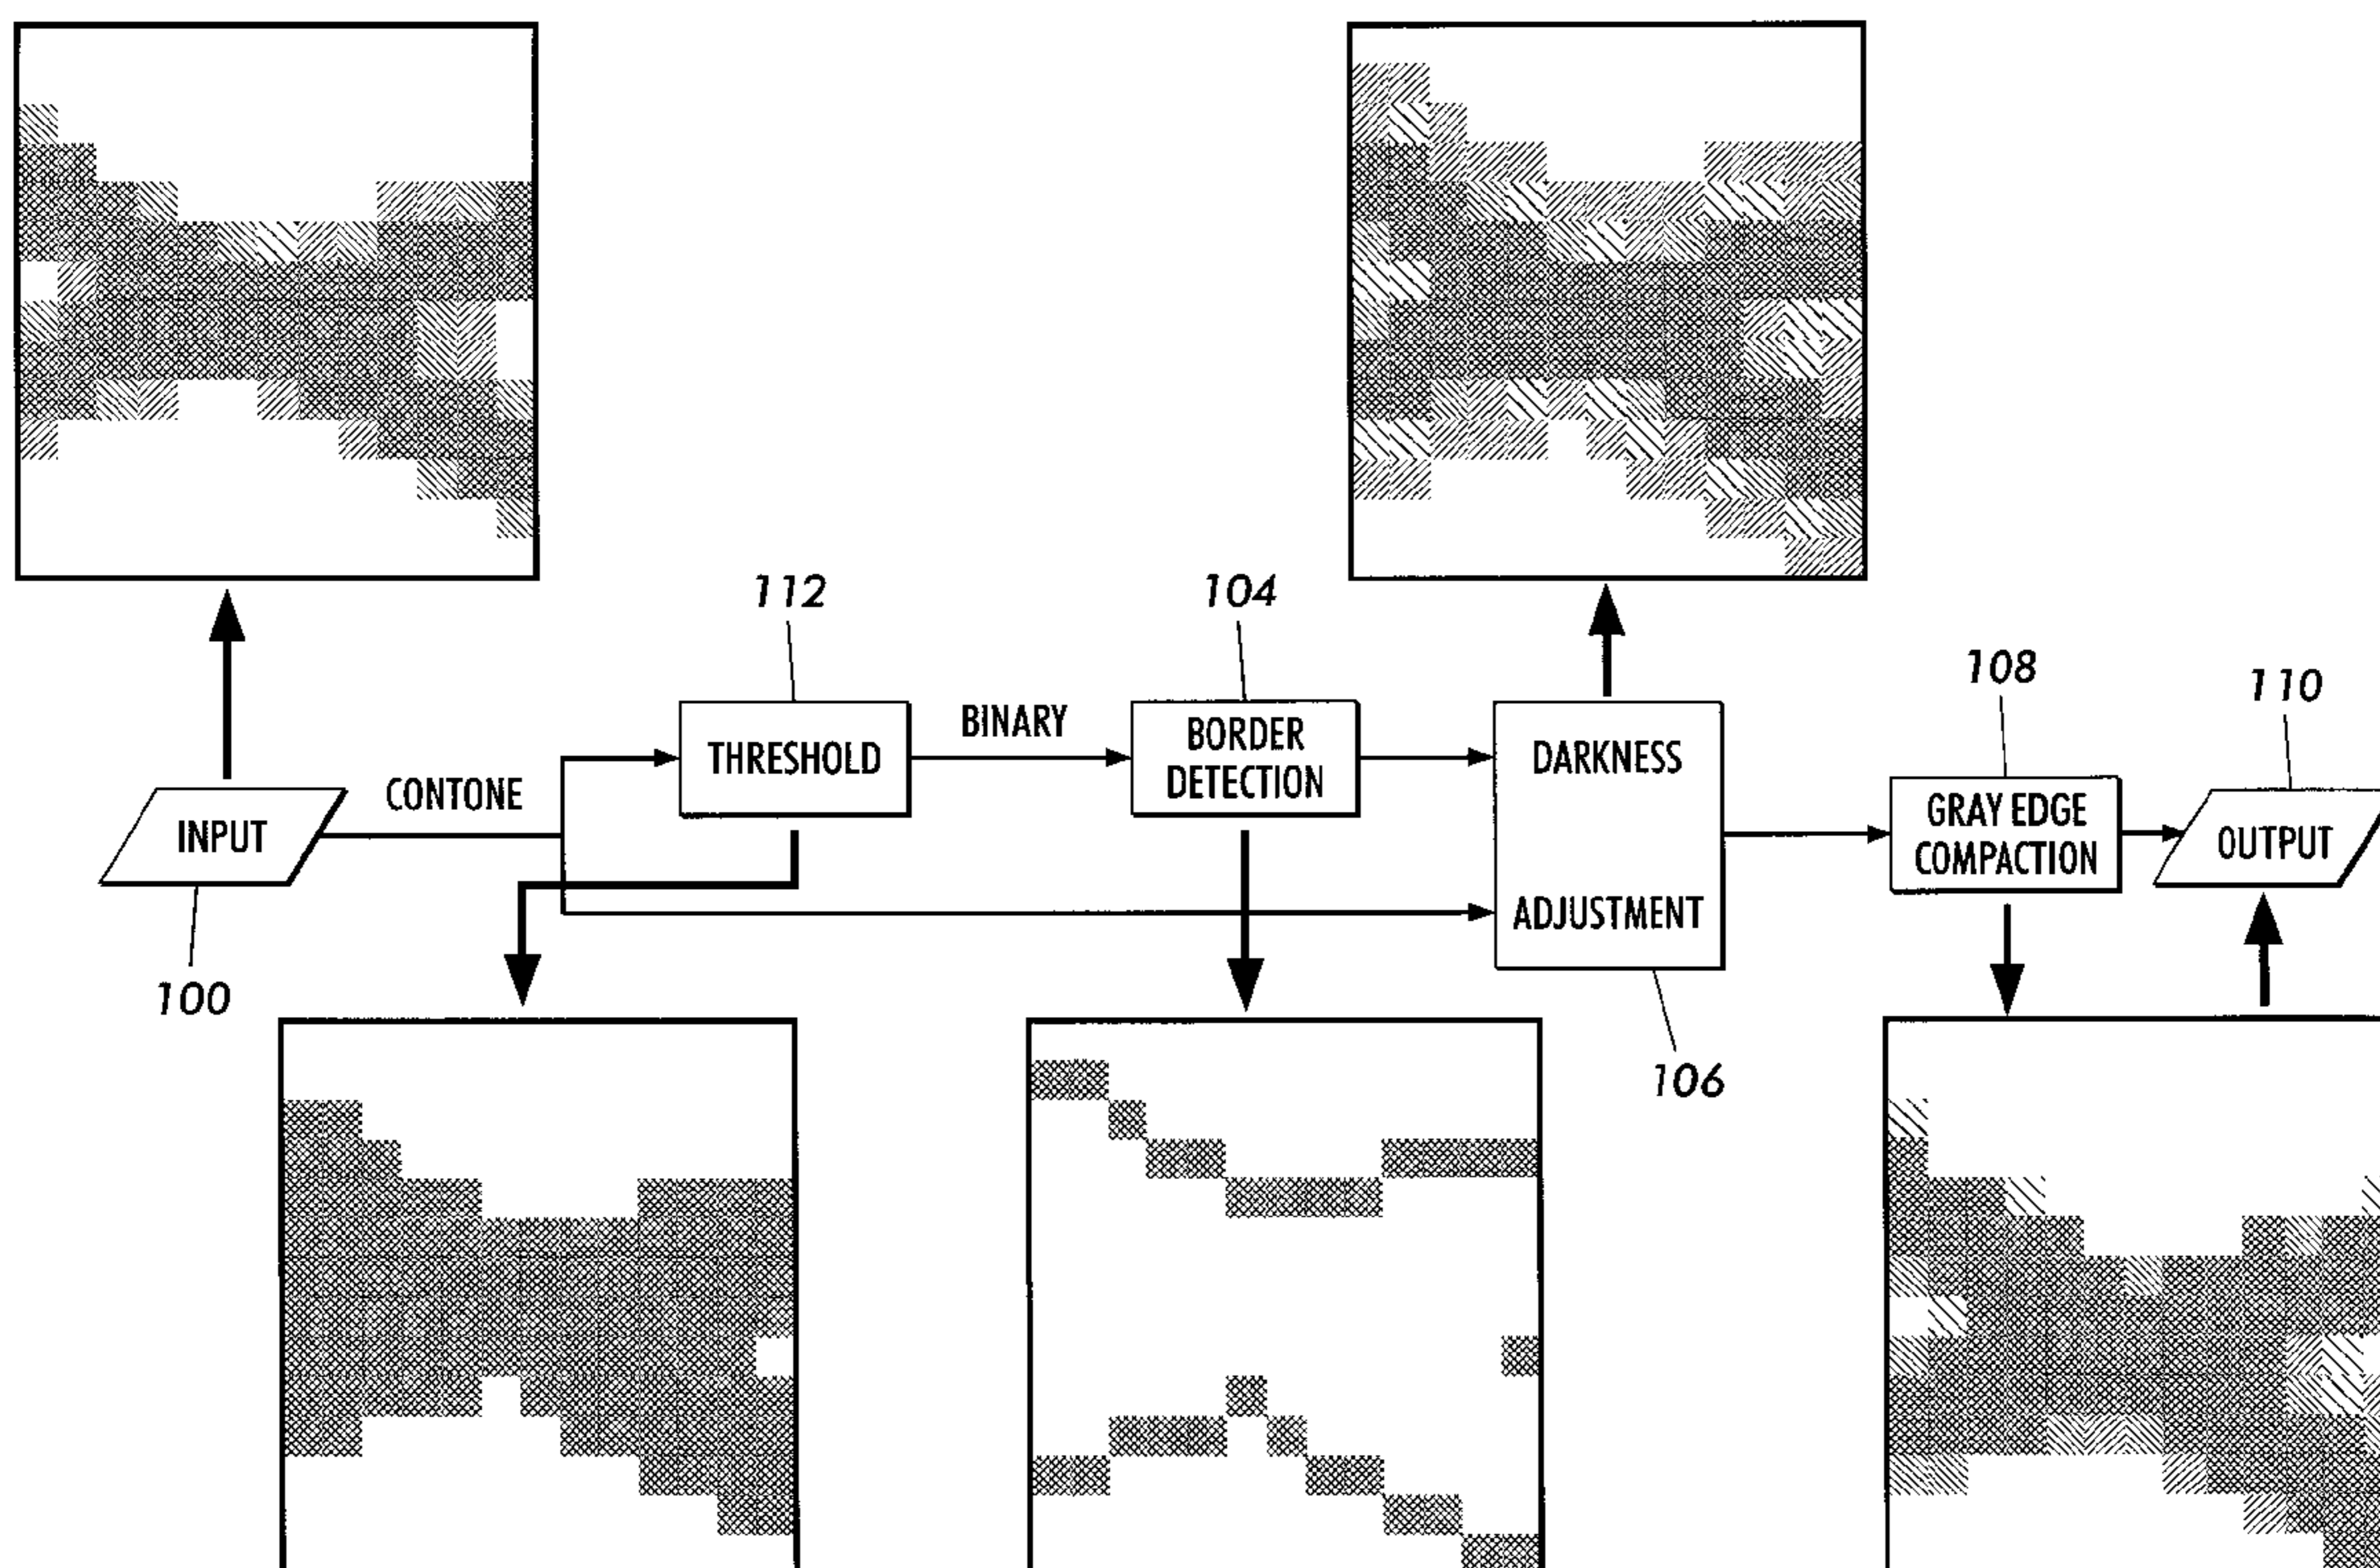 112
104
108
110
BINARY
THRESHOLD
BORDER
DETECTION
DARKNESS
ADJUSTMENT
CONTONE
INPUT
GRAY EDGE
COMPACTION
OUTPUT
100
106